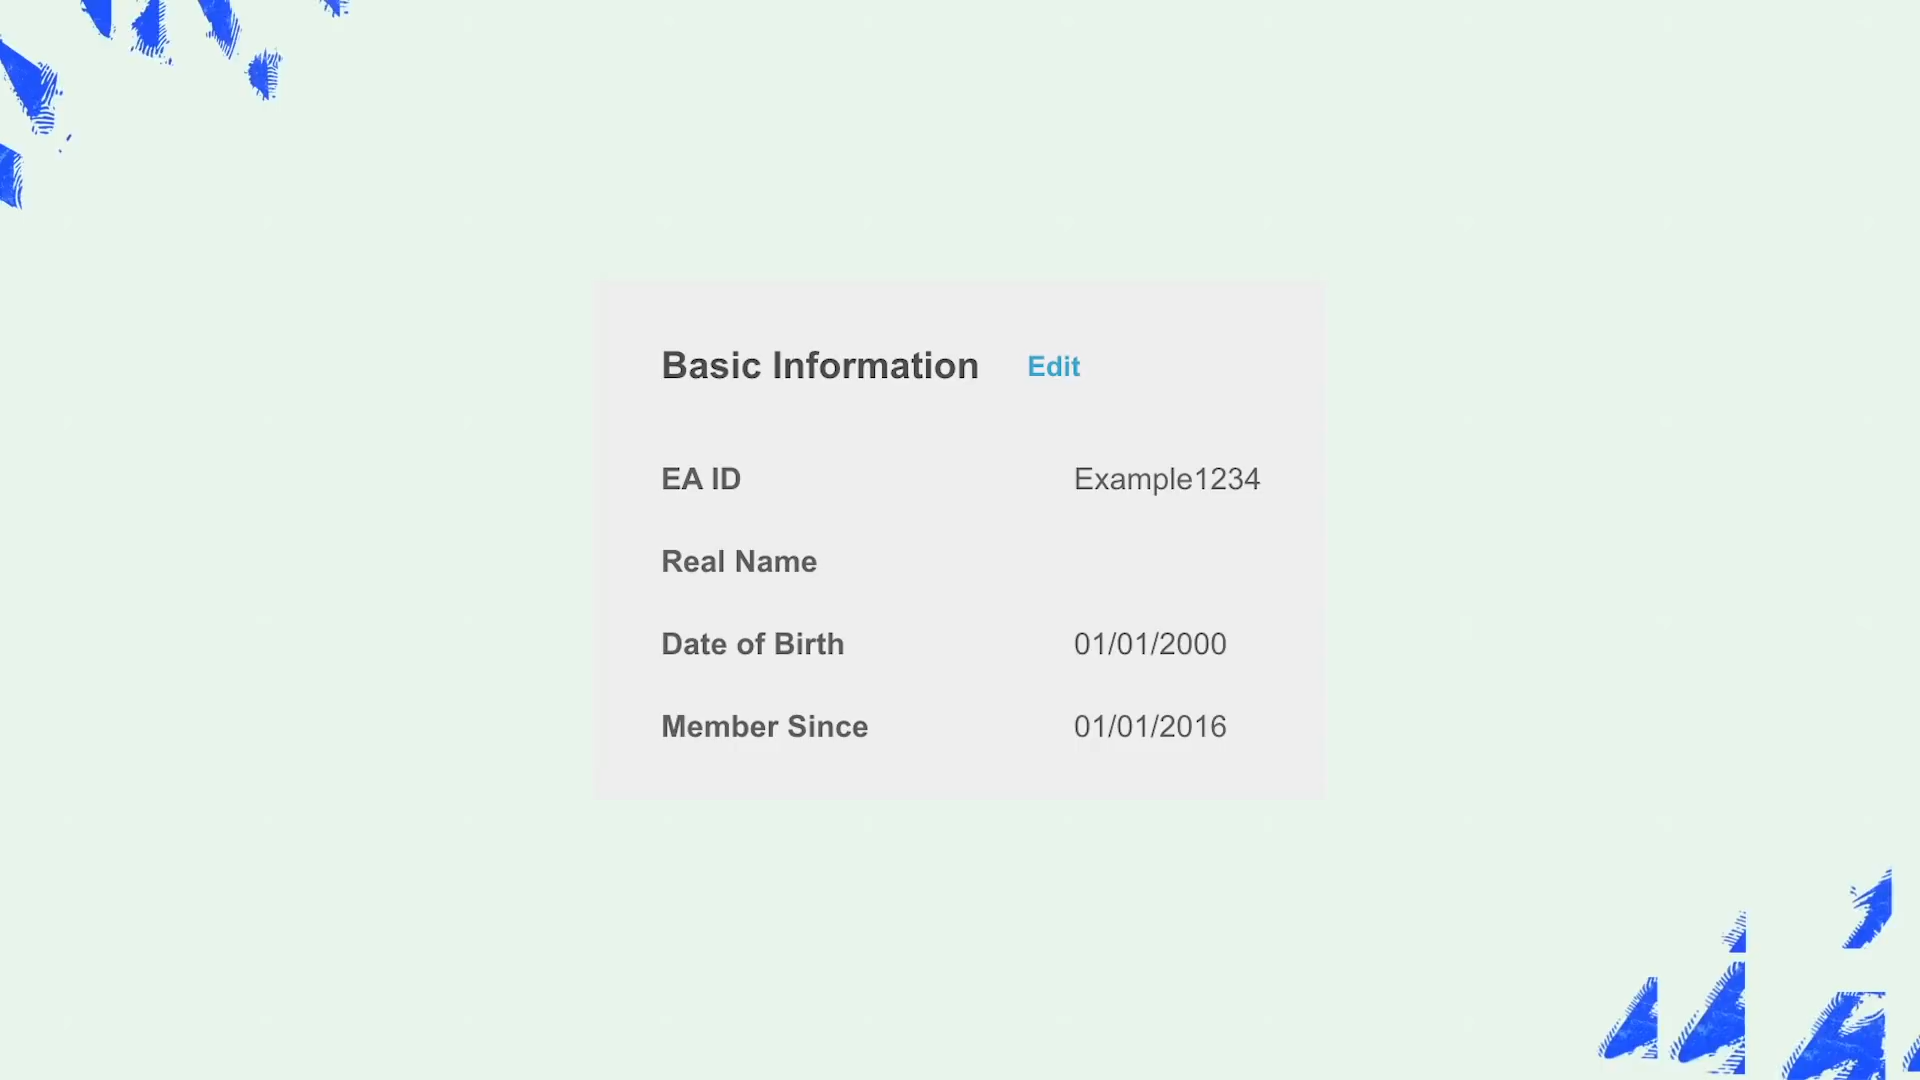 Basic Information Edit
EA ID Example1234
Real Name
Date of Birth 01/01/2000
Member Since 01/01/2016